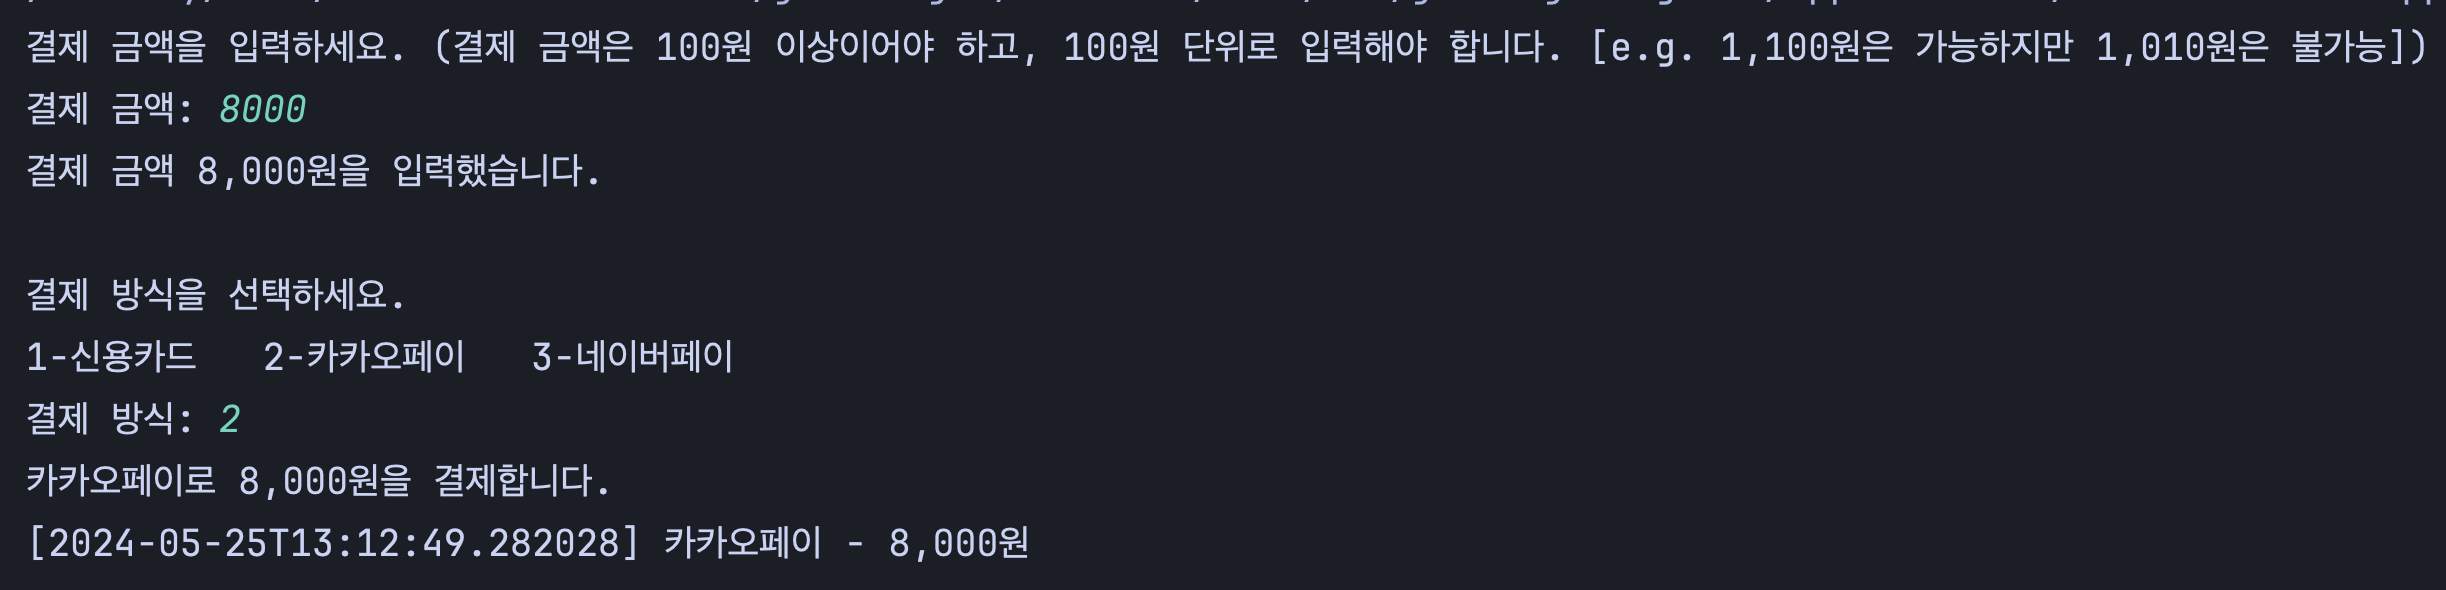 결제 금액을 입력하세요. (결제 금액은 100원 이상이어야 하고, 100원 단위로 입력해야 합니다. [e.g. 1,100원은 가능하지만 1,010원은 불가능])
결제 금액: 8000
결제 금액 8,000원을 입력했습니다.
결제 방식을 선택하세요.
1-신용카드 2-카카오페이 3-네이버페이
결제 방식: 2
카카오페이로 8,000원을 결제합니다.
[2024-05-25T13:12:49.282028] 카카오페이 - 8,000원